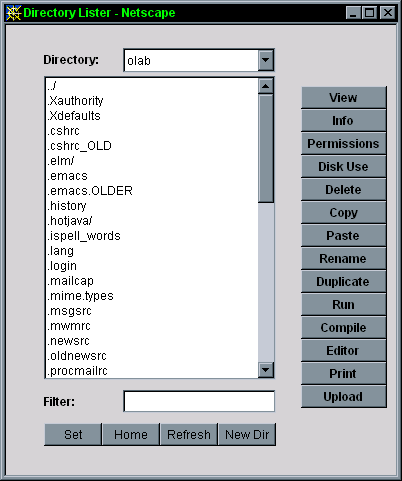 Directory Lister - Netscape
Directory: olab
../
.Xauthority
.Xdefaults
.cshrc
.cshrc_OLD
.elm/
.emacs
.emacs.OLDER
.history
.hotjava/
.ispell_words
.lang
.login
.mailcap
.mime.types
.msgsrc
.mwmrc
.newsrc
.oldnewsrc
.procmailrc
View
Info
Permissions
Disk Use
Delete
Copy
Paste
Rename
Duplicate
Run
Compile
Editor
Print
Upload
Filter:
Set Home Refresh New Dir